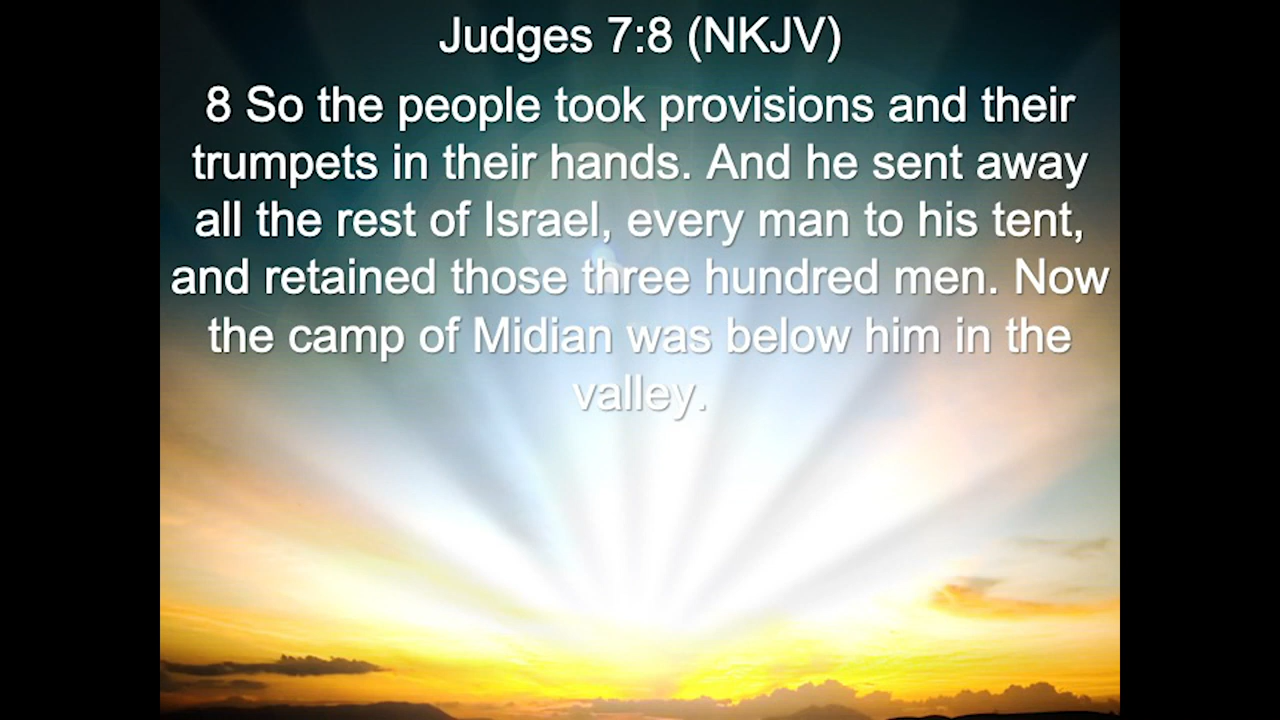 Judges 7:8 (NKJV)
8 So the people took provisions and their
trumpets in their hands. And he sent away
all the rest of Israel, every man to his tent,
and retained those three hundred men. Now
the camp of Midian was below him in the
valley.